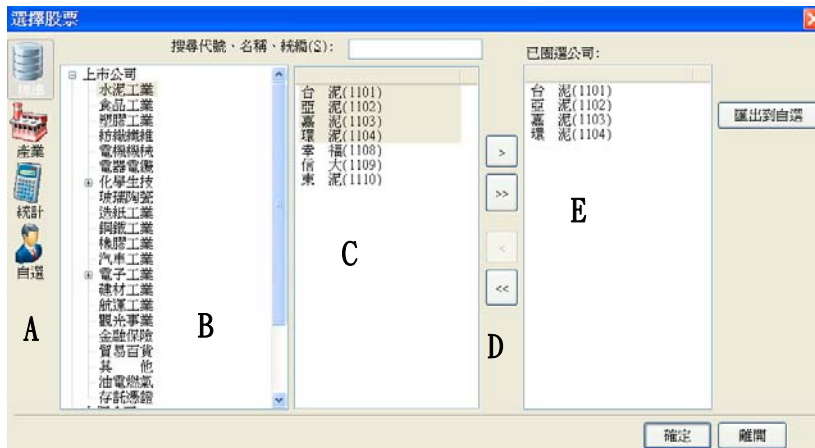 選擇股票
搜尋代號、名稱、統編(S):
已圈選公司:
產業
統計
自選
A
上市公司
水泥工業
食品工業
塑膠工業
紡織纖維
電機機械
電器電纜
化學生技
玻璃陶瓷
造紙工業
鋼鐵工業
橡膠工業
汽車工業
電子工業
建材工業
航運工業
觀光事業
金融保險
貿易百貨
其 他
油電燃氣
存託憑證
B
台 泥(1101)
亞 泥(1102)
嘉 泥(1103)
環 泥(1104)
幸 福(1108)
信 大(1109)
東 泥(1110)
C
>
>>
<
<<
D
台 泥(1101)
亞 泥(1102)
嘉 泥(1103)
環 泥(1104)
E
匯出到自選
確定
離開